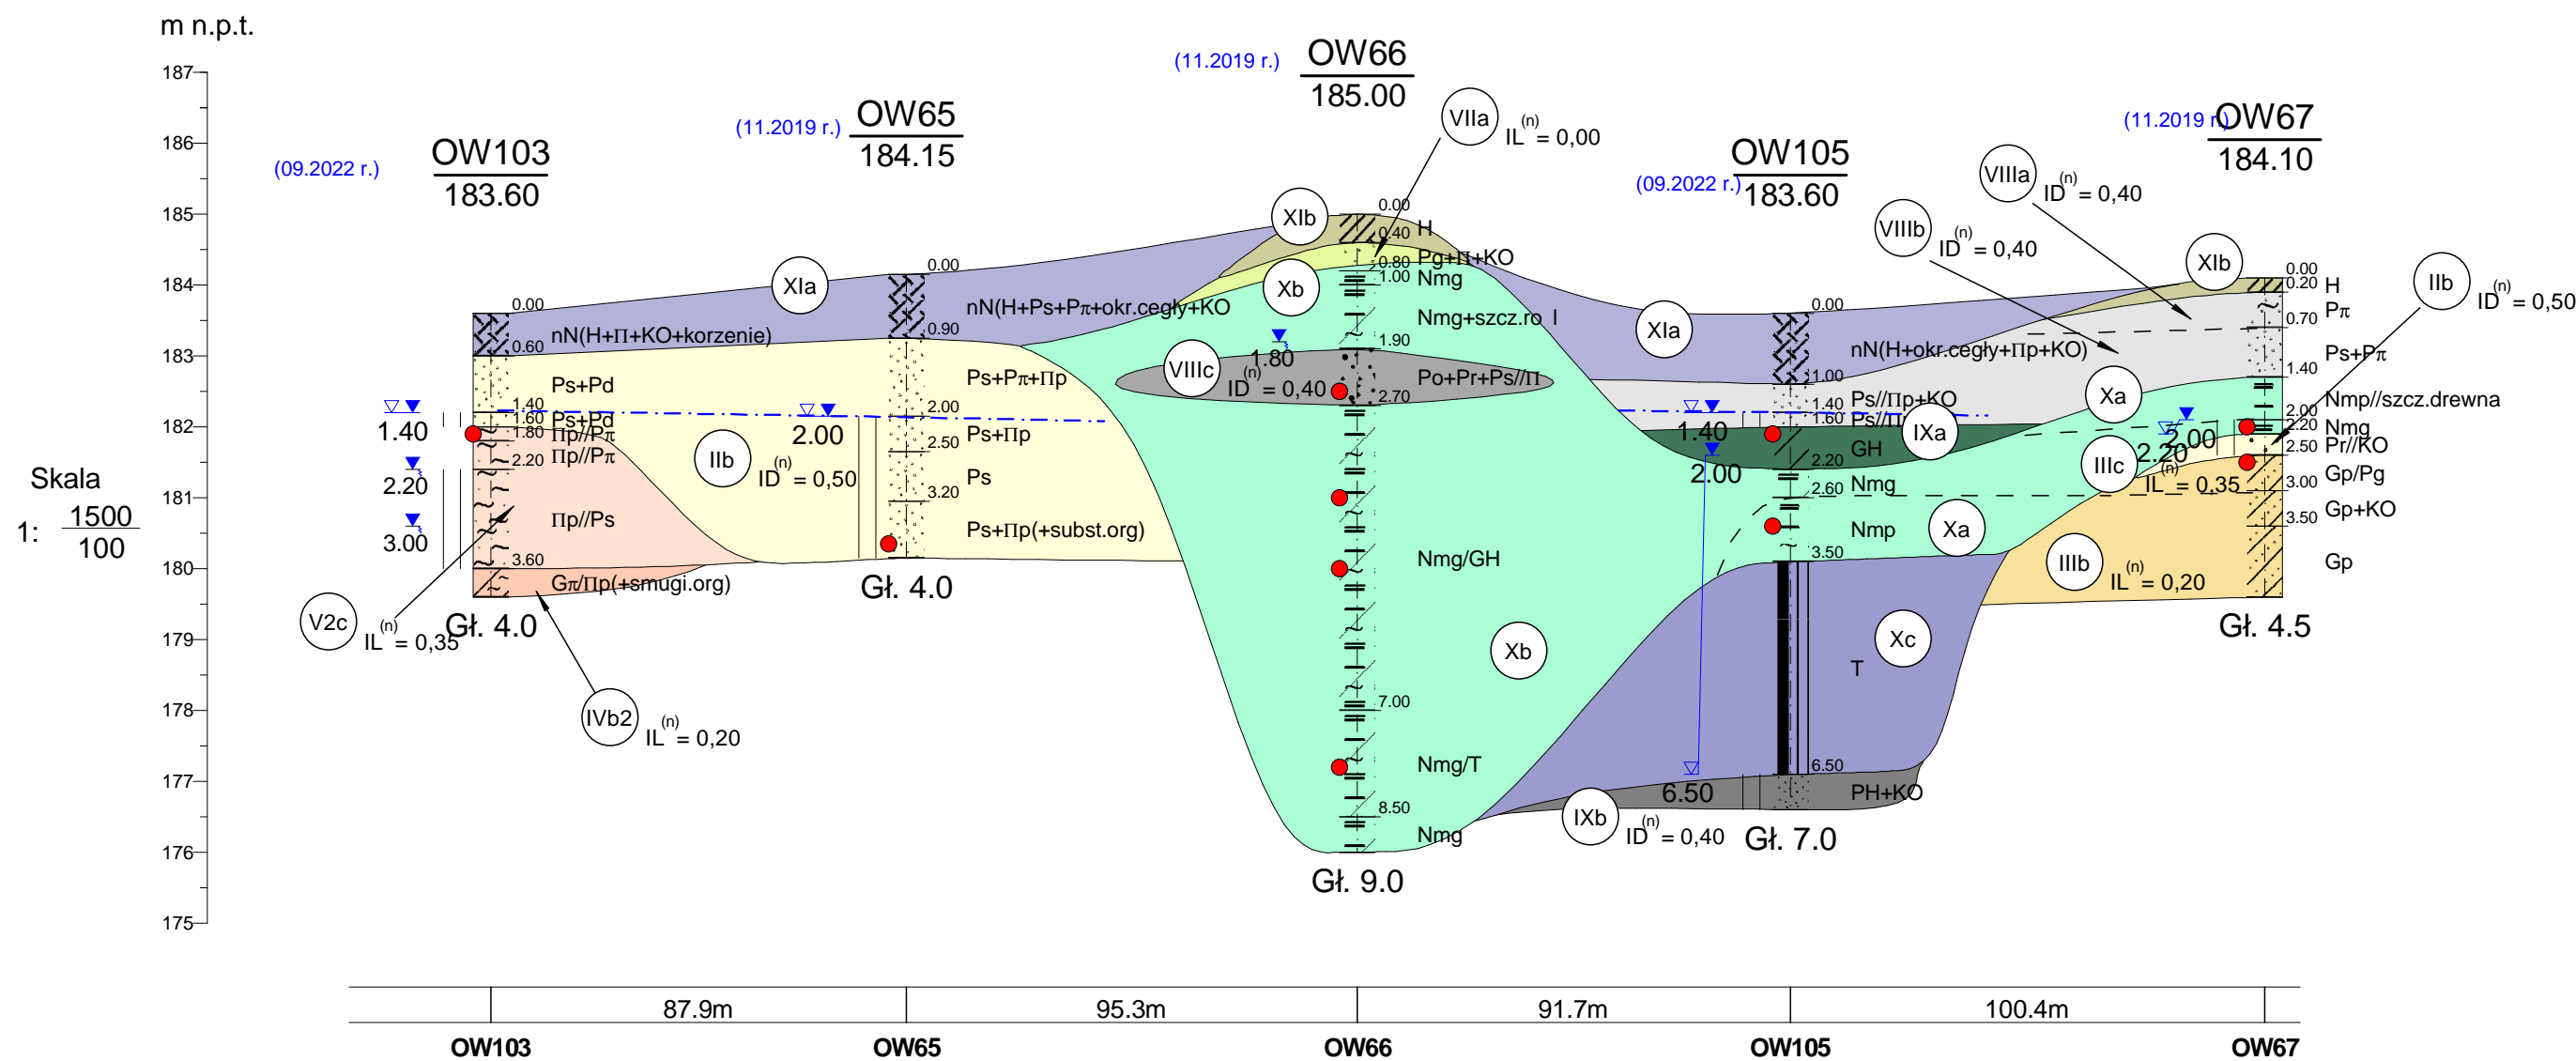 m n.p.t.
187
186
185
184
183
182
181
180
179
178
177
176
175
Skala
1: 1500
100
(09.2022 r.)
OW103
183.60
0.00
nN(H+Π+KO+korzenie)
0.60
Ps+Pd
1.40
Ps+Pd
1.60
Πp//Pπ
1.80
Πp//Pπ
2.20
Πp//Ps
3.60
Gπ/Πp(+smugi.org)
Gł. 4.0
1.40
2.20
3.00
V2c
IL(n) = 0,35
IVb2
IL(n) = 0,20
XIa
(11.2019 r.)
OW65
184.15
0.00
nN(H+Ps+Pπ+okr.cegły+KO
0.90
Ps+Pπ+Πp
2.00
Ps+Πp
2.50
Ps
3.20
Ps+Πp(+subst.org)
Gł. 4.0
2.00
IIb
ID(n) = 0,50
(11.2019 r.)
OW66
185.00
VIIa
IL(n) = 0,00
XIb
Xb
0.00
H
0.40
Pg+Π+KO
0.80
Nmg
1.00
Nmg+szcz.ro
1.90
Po+Pr+Ps//Π
2.70
Nmg/GH
7.00
Nmg/T
8.50
Nmg
Gł. 9.0
1.80
VIIIc
ID(n) = 0,40
Xb
(09.2022 r.)
OW105
183.60
XIa
0.00
nN(H+okr.cegły+Πp+KO)
1.00
Ps//Πp+KO
1.40
1.60
GH
2.20
Nmg
2.60
Nmp
3.50
T
6.50
PH+KO
Gł. 7.0
1.40
2.00
6.50
IXa
IXb
ID(n) = 0,40
Xc
Xa
Xa
VIIIb
ID(n) = 0,40
VIIIa
ID(n) = 0,40
(11.2019 r.)
OW67
184.10
XIb
IIb
ID(n) = 0,50
0.00
H
0.20
Pπ
0.70
Ps+Pπ
1.40
Nmp//szcz.drewna
2.00
Nmg
2.20
Pr//KO
2.50
Gp/Pg
3.00
Gp+KO
3.50
Gp
Gł. 4.5
2.00
2.20
IIIc
IL(n) = 0,35
IIIb
IL(n) = 0,20
87.9m
95.3m
91.7m
100.4m
OW103
OW65
OW66
OW105
OW67